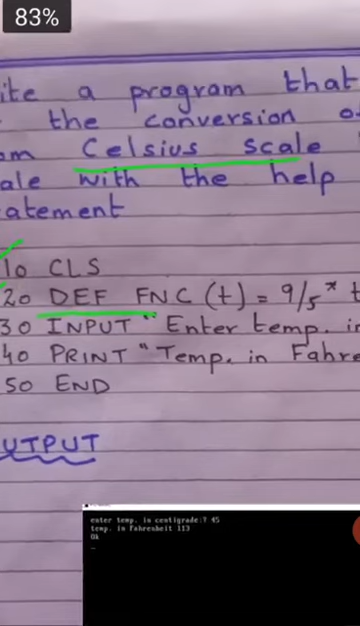 83%
ite a program that
the conversion o
om Celsius scale
ale with the help
atement
10 CLS
20 DEF FNC (t) = 9/5 * t
30 INPUT "Enter temp. in
40 PRINT "Temp. in Fahre
50 END
UTPUT
enter temp. in centigrade:? 45
temp. in fahrenheit 113
Ok